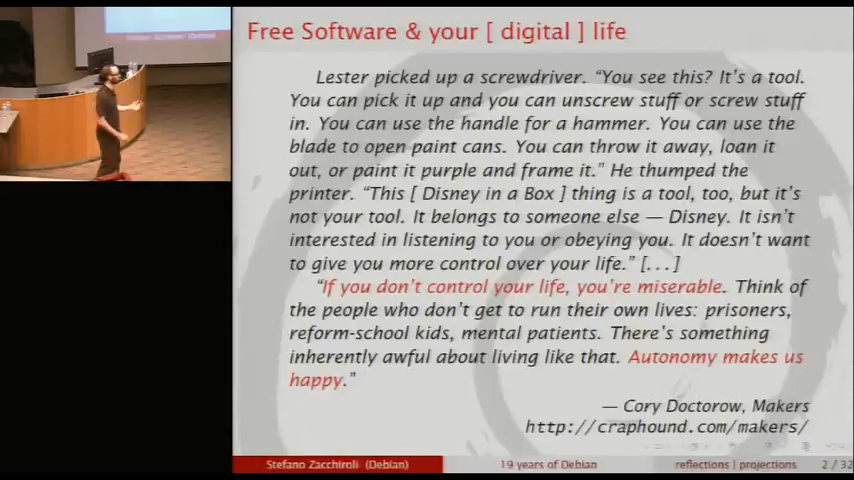 Free Software & your [ digital ] life
Lester picked up a screwdriver. “You see this? It's a tool.
You can pick it up and you can unscrew stuff or screw stuff
in. You can use the handle for a hammer. You can use the
blade to open paint cans. You can throw it away, loan it
out, or paint it purple and frame it.” He thumped the
printer. “This [ Disney in a Box ] thing is a tool, too, but it's
not your tool. It belongs to someone else — Disney. It isn't
interested in listening to you or obeying you. It doesn't want
to give you more control over your life.” [...]
“If you don't control your life, you're miserable. Think of
the people who don't get to run their own lives: prisoners,
reform-school kids, mental patients. There's something
inherently awful about living like that. Autonomy makes us
happy.”
— Cory Doctorow, Makers
http://craphound.com/makers/
Stefano Zacchiroli (Debian)
19 years of Debian
reflections | projections
2 / 32